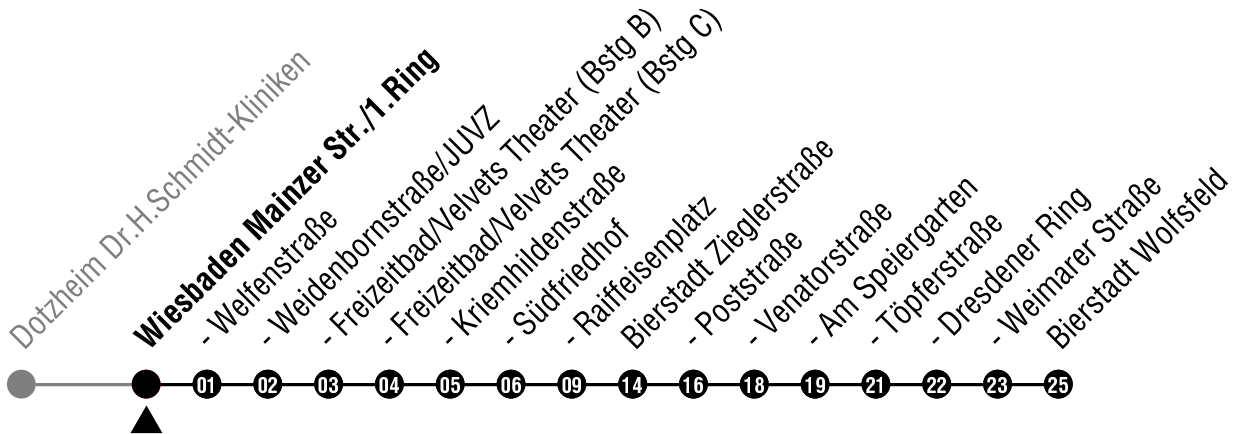 Dotzheim Dr.H.Schmidt-Kliniken
Wiesbaden Mainzer Str./1.Ring
- Welfenstraße
- Weidenbornstraße/JUVZ
- Freizeitbad/Velvets Theater (Bstg B)
- Freizeitbad/Velvets Theater (Bstg C)
- Kriemhildenstraße
- Südfriedhof
- Raiffeisenplatz
Bierstadt Zieglerstraße
- Poststraße
- Venatorstraße
- Am Speiergarten
- Töpferstraße
- Dresdener Ring
- Weimarer Straße
Bierstadt Wolfsfeld
01 02 03 04 05 06 09 14 16 18 19 21 22 23 25